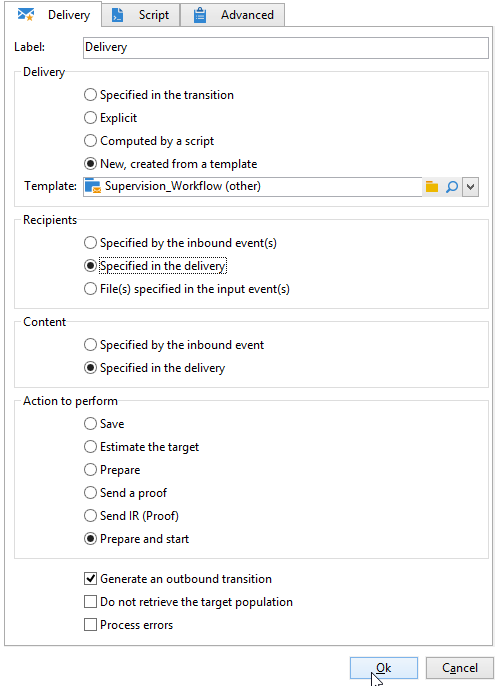 Delivery Script Advanced
Label: Delivery
Delivery
Specified in the transition
Explicit
Computed by a script
New, created from a template
Template: Supervision_Workflow (other)
Recipients
Specified by the inbound event(s)
Specified in the delivery
File(s) specified in the input event(s)
Content
Specified by the inbound event
Specified in the delivery
Action to perform
Save
Estimate the target
Prepare
Send a proof
Send IR (Proof)
Prepare and start
Generate an outbound transition
Do not retrieve the target population
Process errors
Ok Cancel